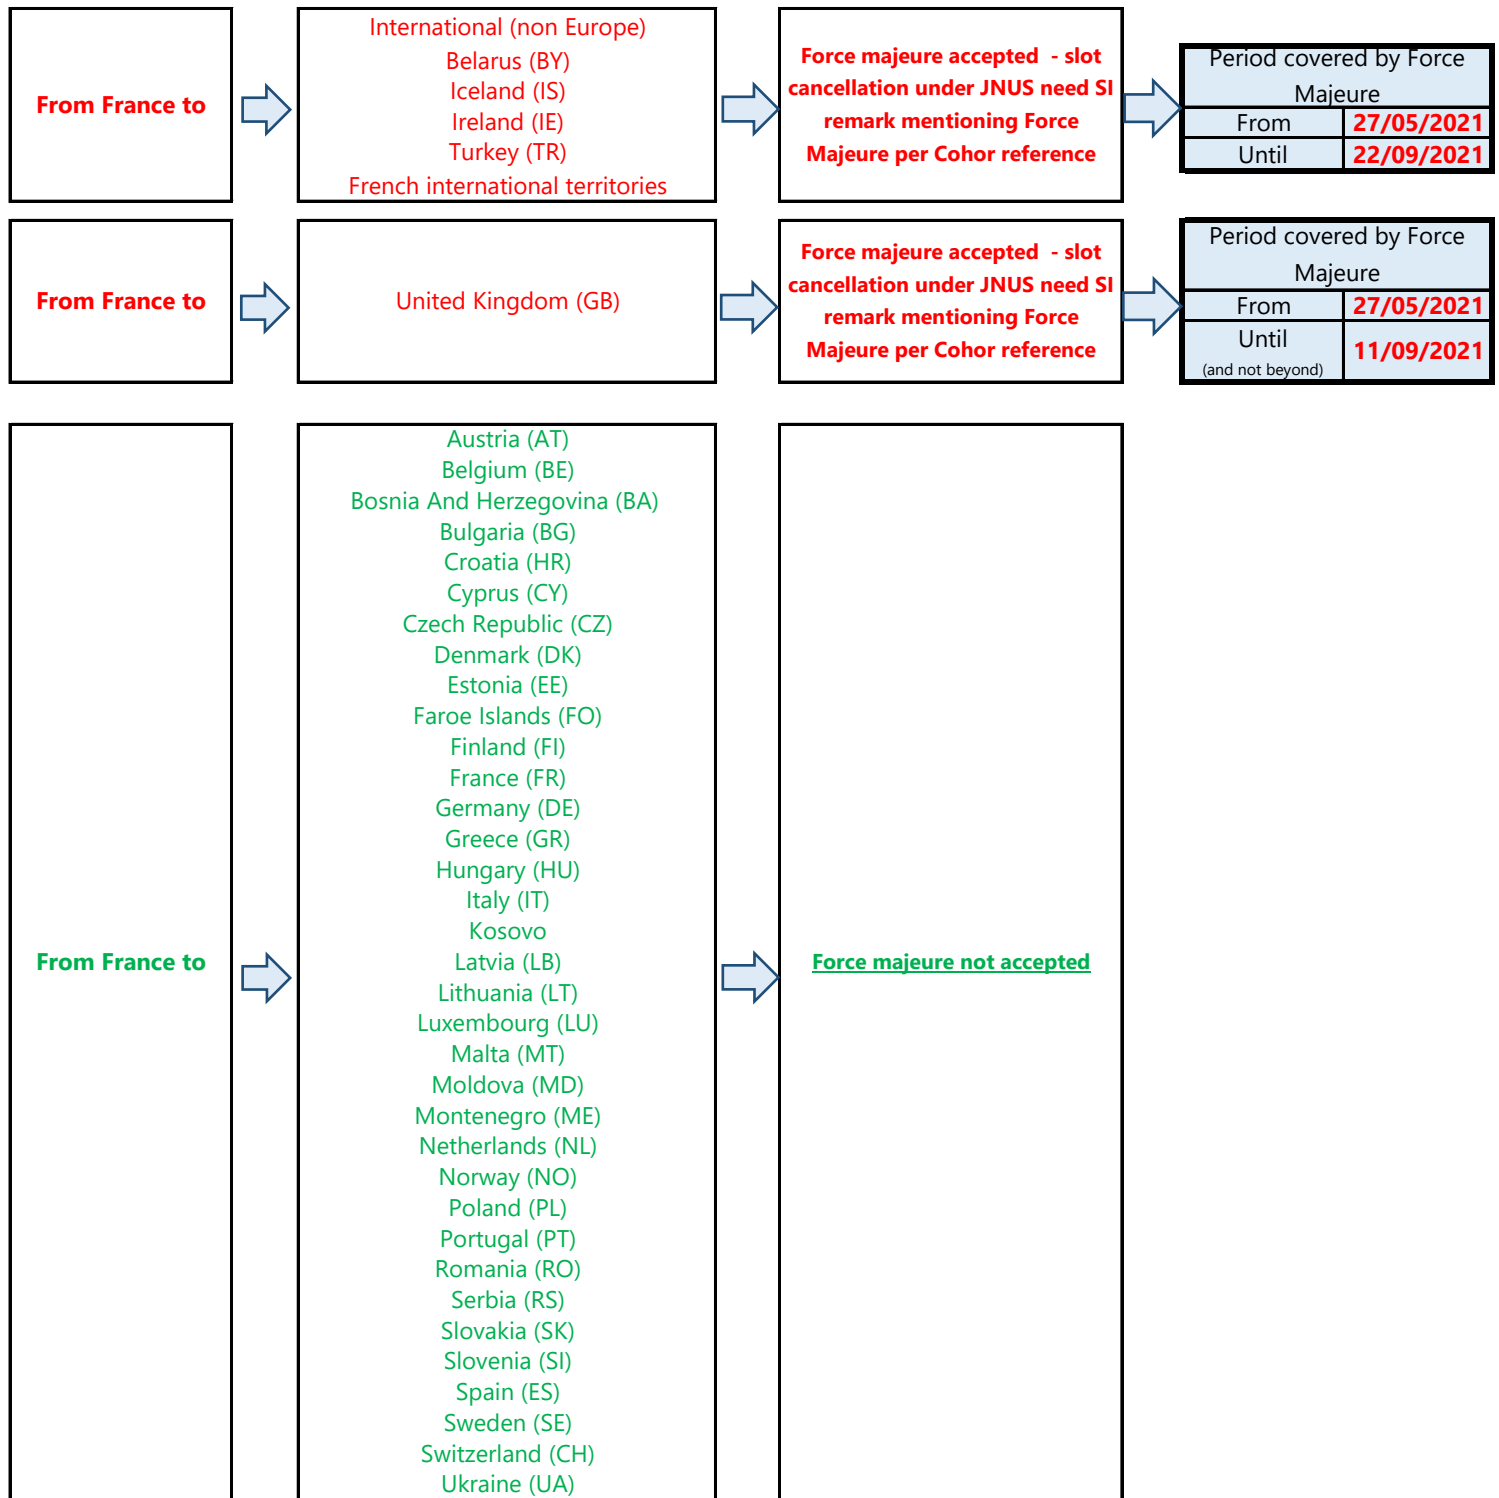 From France to
International (non Europe)
Belarus (BY)
Iceland (IS)
Ireland (IE)
Turkey (TR)
French international territories
Force majeure accepted  - slot
cancellation under JNUS need SI
remark mentioning Force
Majeure per Cohor reference
Period covered by Force
Majeure
From 27/05/2021
Until 22/09/2021
From France to
United Kingdom (GB)
Force majeure accepted  - slot
cancellation under JNUS need SI
remark mentioning Force
Majeure per Cohor reference
Period covered by Force
Majeure
From 27/05/2021
Until
(and not beyond)
11/09/2021
From France to
Austria (AT)
Belgium (BE)
Bosnia And Herzegovina (BA)
Bulgaria (BG)
Croatia (HR)
Cyprus (CY)
Czech Republic (CZ)
Denmark (DK)
Estonia (EE)
Faroe Islands (FO)
Finland (FI)
France (FR)
Germany (DE)
Greece (GR)
Hungary (HU)
Italy (IT)
Kosovo
Latvia (LB)
Lithuania (LT)
Luxembourg (LU)
Malta (MT)
Moldova (MD)
Montenegro (ME)
Netherlands (NL)
Norway (NO)
Poland (PL)
Portugal (PT)
Romania (RO)
Serbia (RS)
Slovakia (SK)
Slovenia (SI)
Spain (ES)
Sweden (SE)
Switzerland (CH)
Ukraine (UA)
Force majeure not accepted